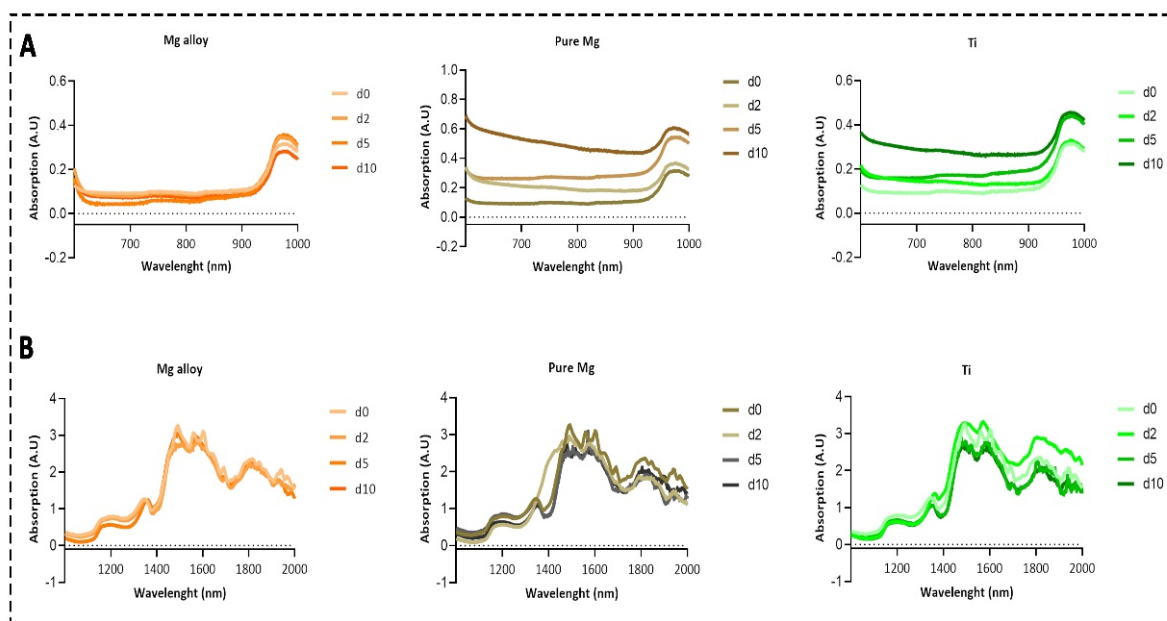 A
Mg alloy
Absorption (A.U)
0.6
0.4
0.2
0.0
-0.2
700
800
900
1000
Wavelenght (nm)
d0
d2
d5
d10
Pure Mg
Absorption (A.U)
1.0
0.8
0.6
0.4
0.2
0.0
-0.2
700
800
900
1000
Wavelenght (nm)
d0
d2
d5
d10
Ti
Absorption (A.U)
0.6
0.4
0.2
0.0
-0.2
700
800
900
1000
Wavelenght (nm)
d0
d2
d5
d10
B
Mg alloy
Absorption (A.U)
4
3
2
1
0
-1
1200
1400
1600
1800
2000
Wavelenght (nm)
d0
d2
d5
d10
Pure Mg
Absorption (A.U)
4
3
2
1
0
-1
1200
1400
1600
1800
2000
Wavelenght (nm)
d0
d2
d5
d10
Ti
Absorption (A.U)
4
3
2
1
0
-1
1200
1400
1600
1800
2000
Wavelenght (nm)
d0
d2
d5
d10